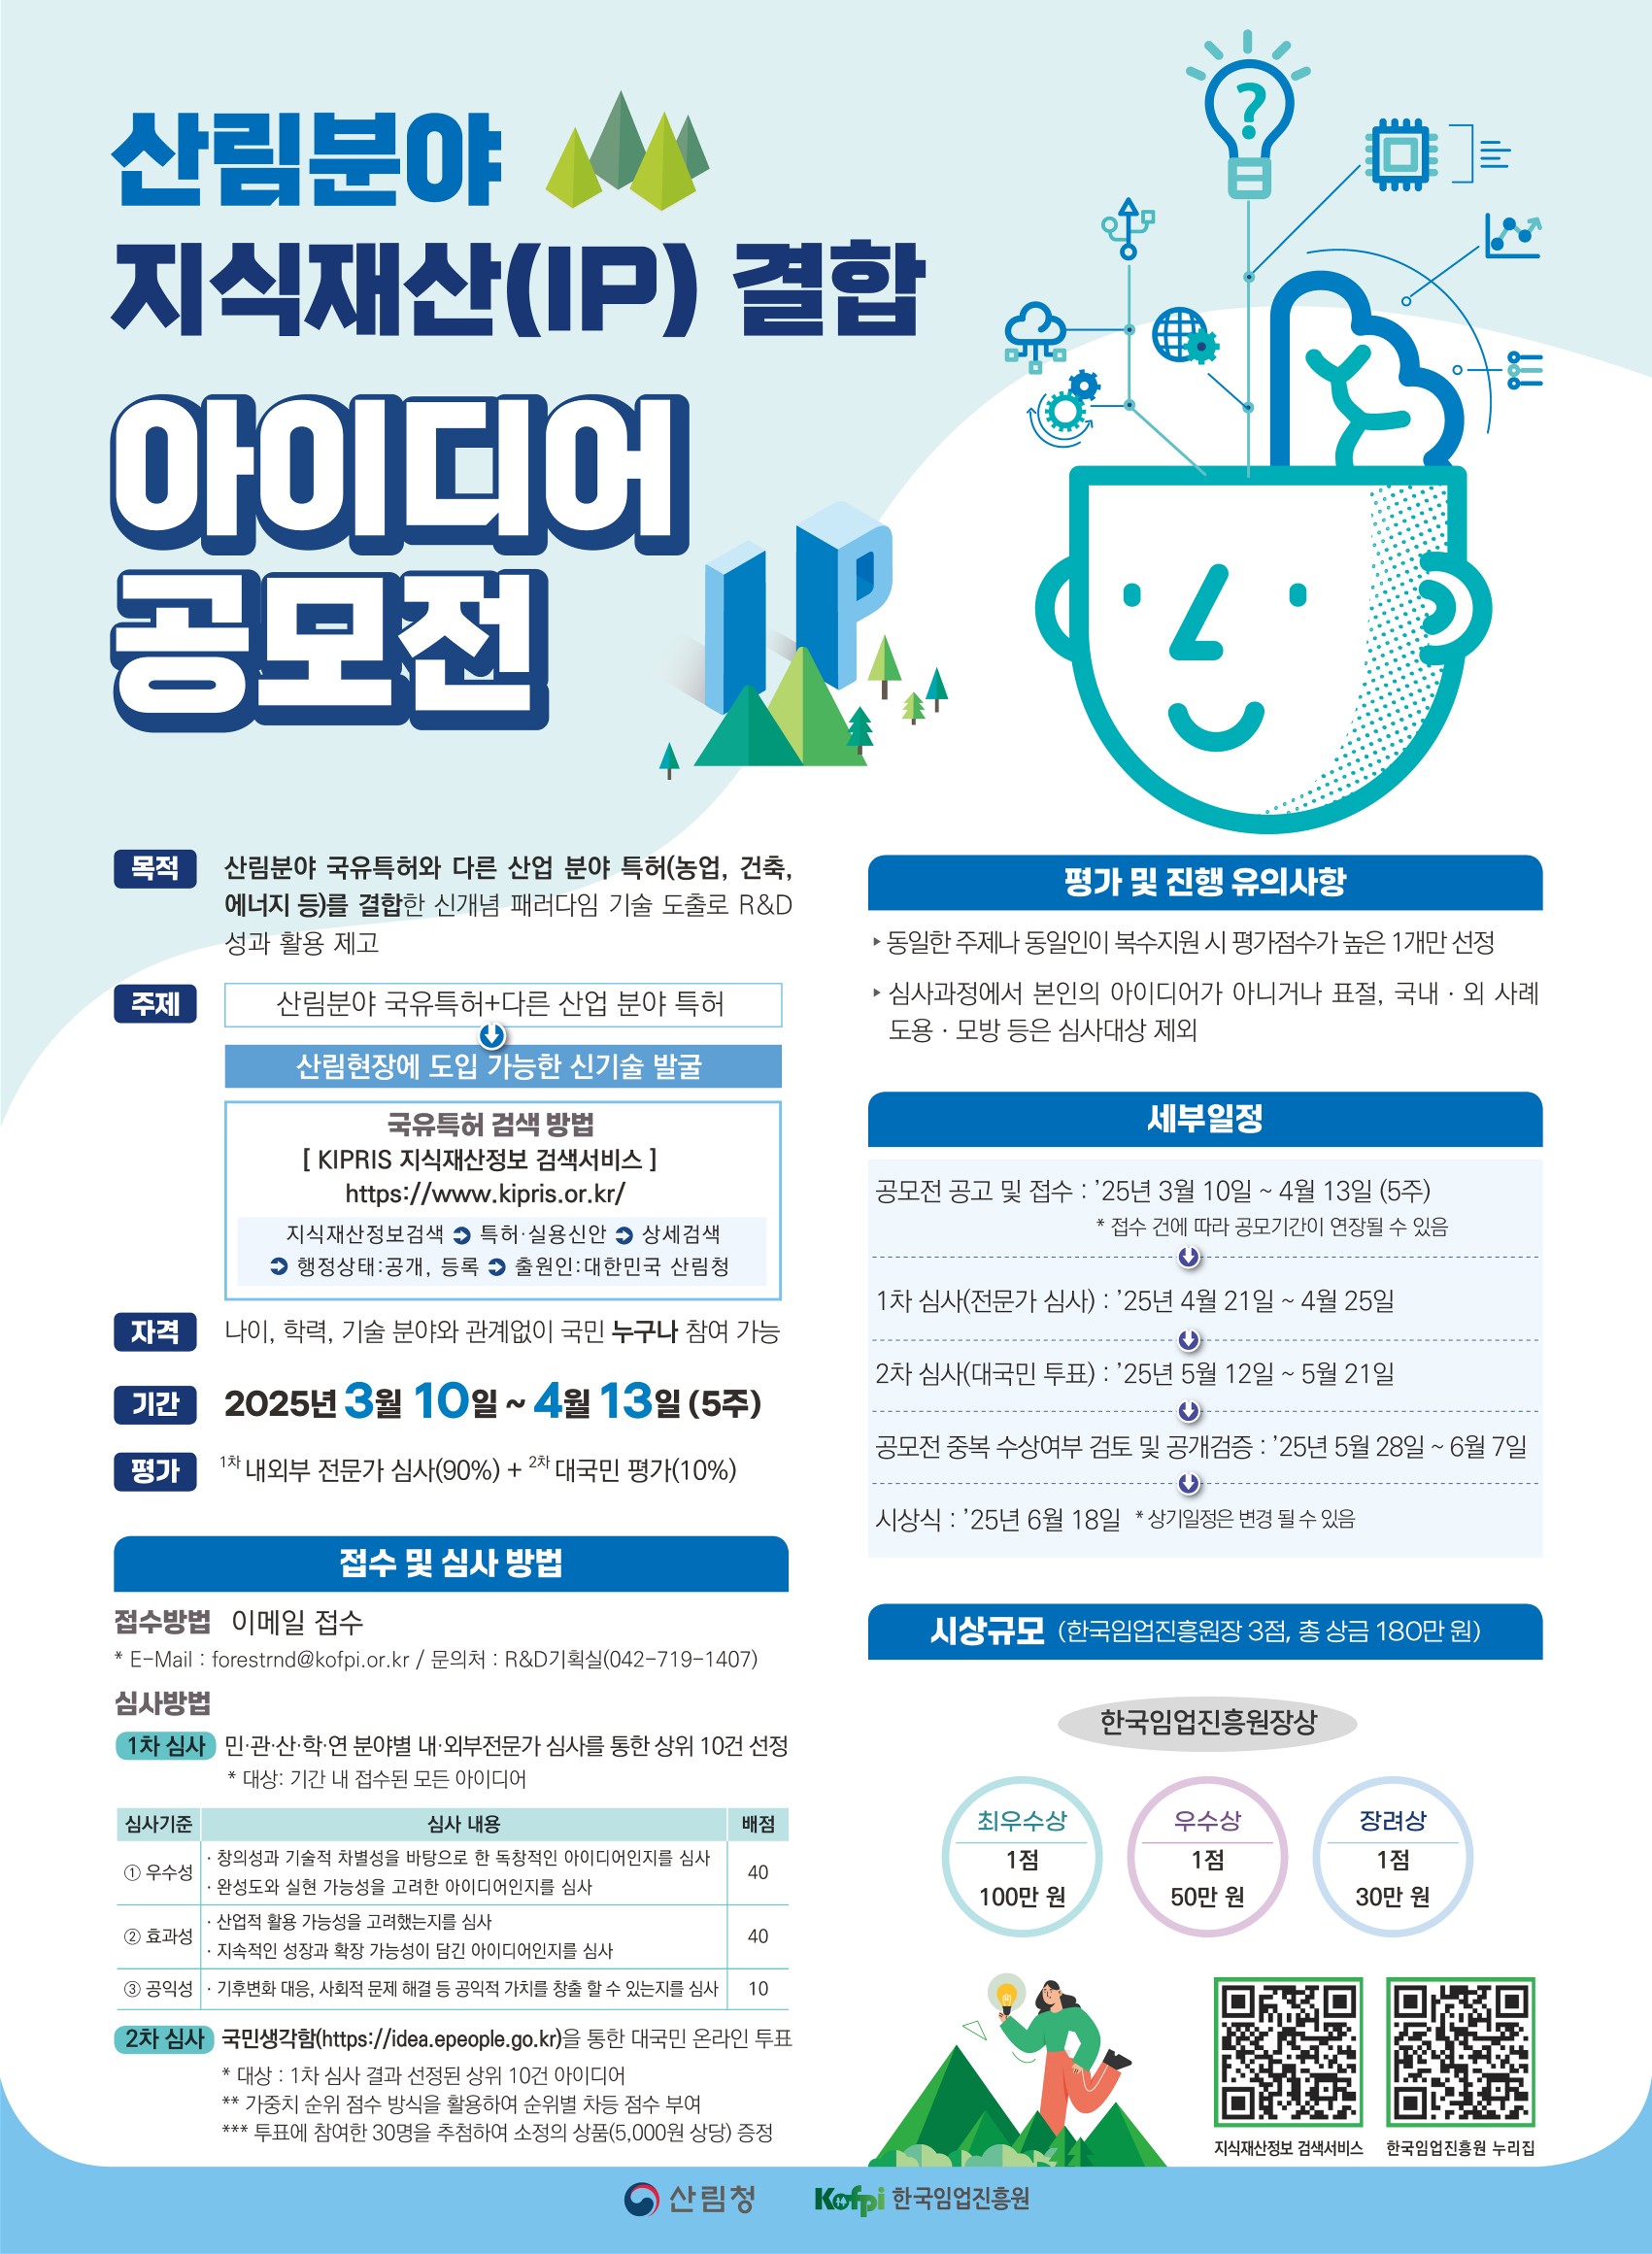 산림분야
지식재산(IP) 결합
아이디어
공모전
?
IP
목적
산림분야 국유특허와 다른 산업 분야 특허(농업, 건축,
에너지 등)를 결합한 신개념 패러다임 기술 도출로 R&D
성과 활용 제고
주제
산림분야 국유특허+다른 산업 분야 특허
산림현장에 도입 가능한 신기술 발굴
국유특허 검색 방법
[ KIPRIS 지식재산정보 검색서비스 ]
https://www.kipris.or.kr/
지식재산정보검색 ➲ 특허·실용신안 ➲ 상세검색
➲ 행정상태:공개, 등록 ➲ 출원인:대한민국 산림청
자격
나이, 학력, 기술 분야와 관계없이 국민 누구나 참여 가능
기간
2025년 3월 10일 ~ 4월 13일 (5주)
평가
1차 내외부 전문가 심사(90%) + 2차 대국민 평가(10%)
접수 및 심사 방법
접수방법 이메일 접수
* E-Mail : forestrnd@kofpi.or.kr / 문의처 : R&D기획실(042-719-1407)
심사방법
1차 심사 민·관·산·학·연 분야별 내·외부전문가 심사를 통한 상위 10건 선정
* 대상: 기간 내 접수된 모든 아이디어
심사기준 심사 내용 배점
① 우수성
· 창의성과 기술적 차별성을 바탕으로 한 독창적인 아이디어인지를 심사
· 완성도와 실현 가능성을 고려한 아이디어인지를 심사
40
② 효과성
· 산업적 활용 가능성을 고려했는지를 심사
· 지속적인 성장과 확장 가능성이 담긴 아이디어인지를 심사
40
③ 공익성 · 기후변화 대응, 사회적 문제 해결 등 공익적 가치를 창출 할 수 있는지를 심사 10
2차 심사 국민생각함(https://idea.epeople.go.kr)을 통한 대국민 온라인 투표
* 대상 : 1차 심사 결과 선정된 상위 10건 아이디어
** 가중치 순위 점수 방식을 활용하여 순위별 차등 점수 부여
*** 투표에 참여한 30명을 추첨하여 소정의 상품(5,000원 상당) 증정
평가 및 진행 유의사항
‣ 동일한 주제나 동일인이 복수지원 시 평가점수가 높은 1개만 선정
‣ 심사과정에서 본인의 아이디어가 아니거나 표절, 국내 · 외 사례
도용 · 모방 등은 심사대상 제외
세부일정
공모전 공고 및 접수 : ’25년 3월 10일 ~ 4월 13일 (5주)
* 접수 건에 따라 공모기간이 연장될 수 있음
1차 심사(전문가 심사) : ’25년 4월 21일 ~ 4월 25일
2차 심사(대국민 투표) : ’25년 5월 12일 ~ 5월 21일
공모전 중복 수상여부 검토 및 공개검증 : ’25년 5월 28일 ~ 6월 7일
시상식 : ’25년 6월 18일 * 상기일정은 변경 될 수 있음
시상규모 (한국임업진흥원장 3점, 총 상금 180만 원)
한국임업진흥원장상
최우수상
1점
100만 원
우수상
1점
50만 원
장려상
1점
30만 원
지식재산정보 검색서비스
한국임업진흥원 누리집
산림청
Kofpi 한국임업진흥원